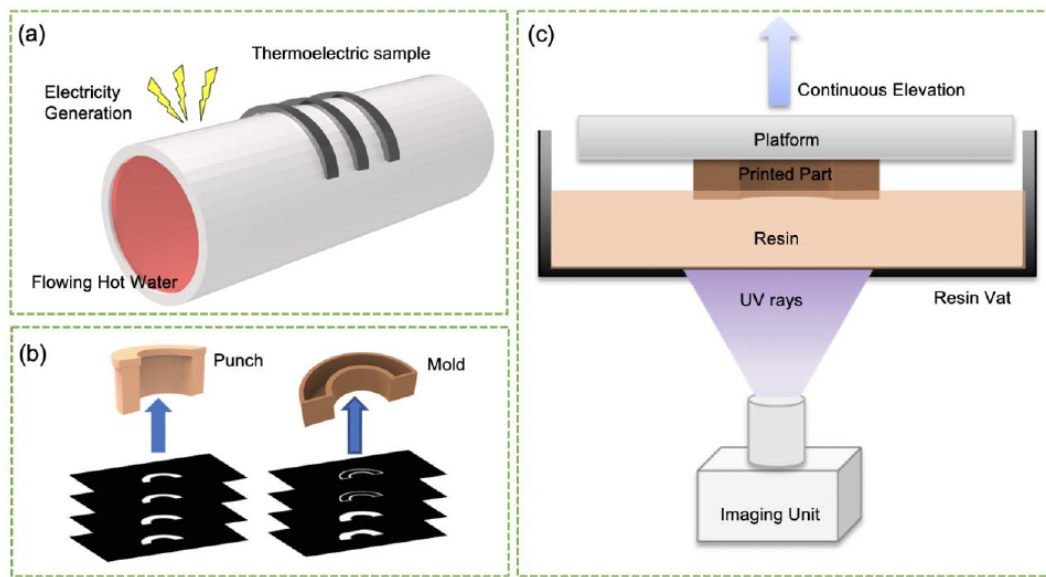 (a)
Thermoelectric sample
Electricity
Generation
Flowing Hot Water
(b)
Punch
Mold
(c)
Continuous Elevation
Platform
Printed Part
Resin
UV rays
Resin Vat
Imaging Unit